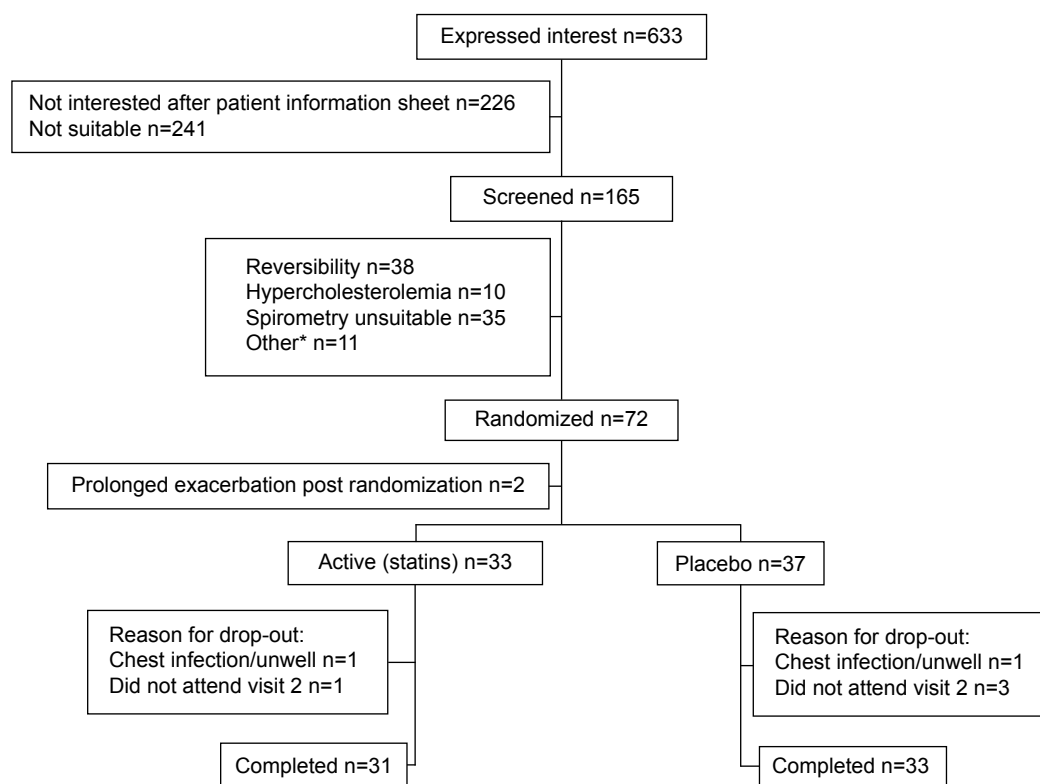 Expressed interest n=633
Not interested after patient information sheet n=226
Not suitable n=241
Screened n=165
Reversibility n=38
Hypercholesterolemia n=10
Spirometry unsuitable n=35
Other* n=11
Randomized n=72
Prolonged exacerbation post randomization n=2
Active (statins) n=33
Placebo n=37
Reason for drop-out:
Chest infection/unwell n=1
Did not attend visit 2 n=1
Reason for drop-out:
Chest infection/unwell n=1
Did not attend visit 2 n=3
Completed n=31
Completed n=33